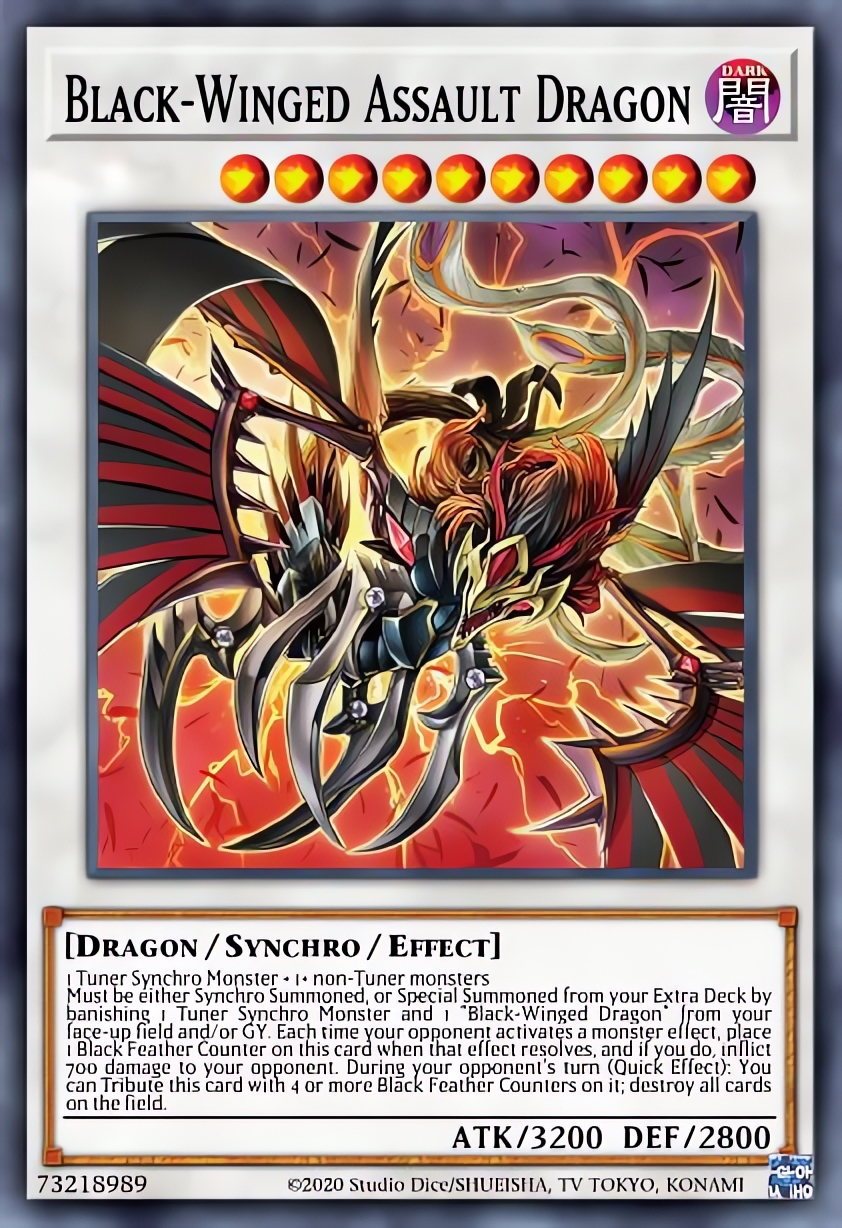 Black-Winged Assault Dragon
DARK
闇
[Dragon / Synchro / Effect]
1 Tuner Synchro Monster + 1+ non-Tuner monsters
Must be either Synchro Summoned, or Special Summoned from your Extra Deck by
banishing 1 Tuner Synchro Monster and 1 "Black-Winged Dragon" from your
face-up field and/or GY. Each time your opponent activates a monster effect, place
1 Black Feather Counter on this card when that effect resolves, and if you do, inflict
700 damage to your opponent. During your opponent's turn (Quick Effect): You
can Tribute this card with 4 or more Black Feather Counters on it; destroy all cards
on the field.
ATK/3200 DEF/2800
73218989
©2020 Studio Dice/SHUEISHA, TV TOKYO, KONAMI